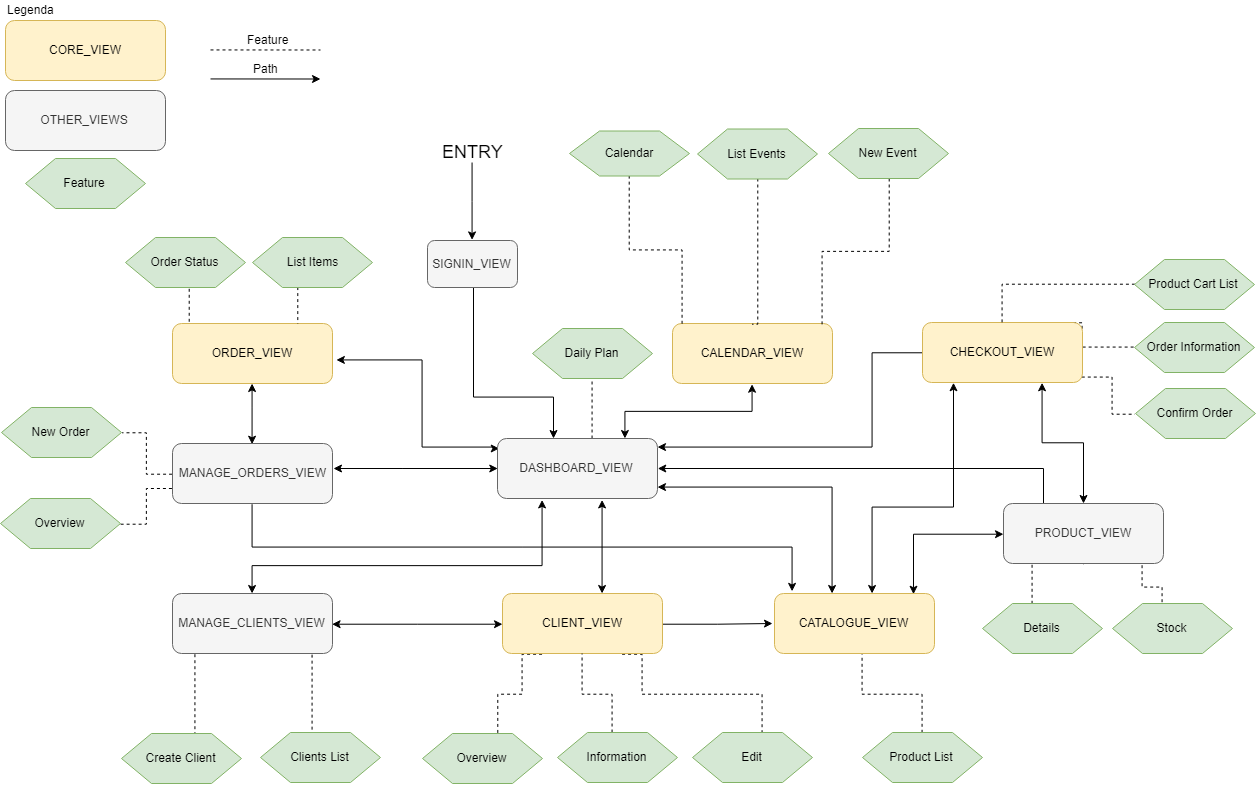 Legenda
CORE_VIEW
Feature
Path
OTHER_VIEWS
Feature
ENTRY
Calendar
List Events
New Event
SIGNIN_VIEW
Order Status
List Items
Product Cart List
ORDER_VIEW
Daily Plan
CALENDAR_VIEW
CHECKOUT_VIEW
Order Information
Confirm Order
New Order
MANAGE_ORDERS_VIEW
DASHBOARD_VIEW
Overview
PRODUCT_VIEW
MANAGE_CLIENTS_VIEW
CLIENT_VIEW
CATALOGUE_VIEW
Details
Stock
Create Client
Clients List
Overview
Information
Edit
Product List